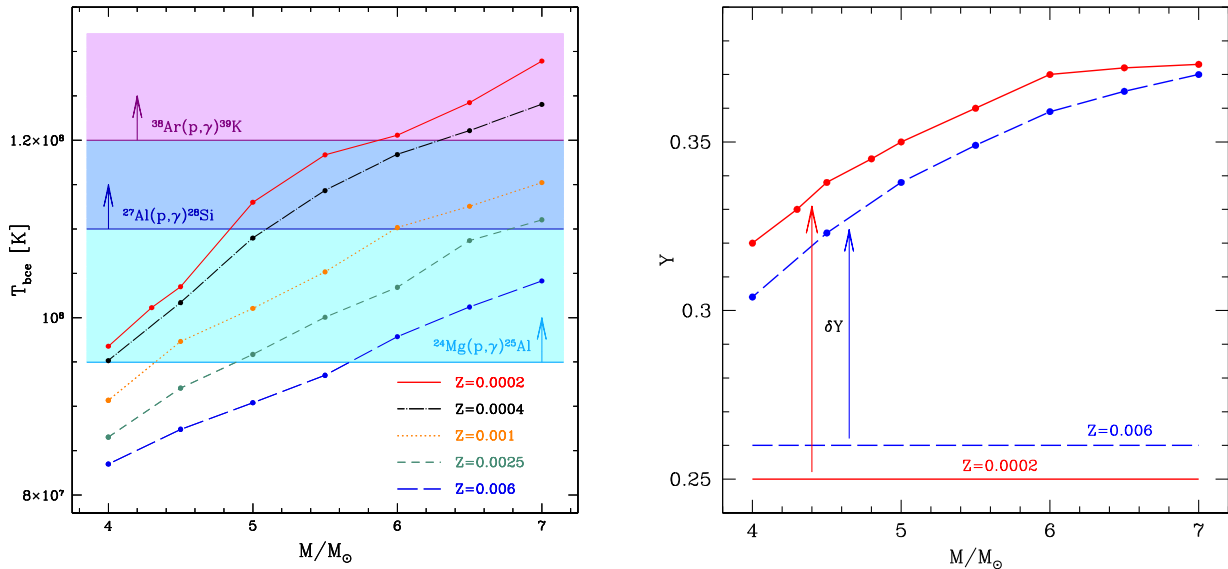 1.2×10⁸
10⁸
8×10⁷
T_bce [K]
³⁸Ar(p,γ)³⁹K
²⁷Al(p,γ)²⁸Si
²⁴Mg(p,γ)²⁵Al
Z=0.0002
Z=0.0004
Z=0.001
Z=0.0025
Z=0.006
4 5 6 7
M/M☉
0.35
0.3
0.25
Y
δY
Z=0.006
Z=0.0002
4 5 6 7
M/M☉